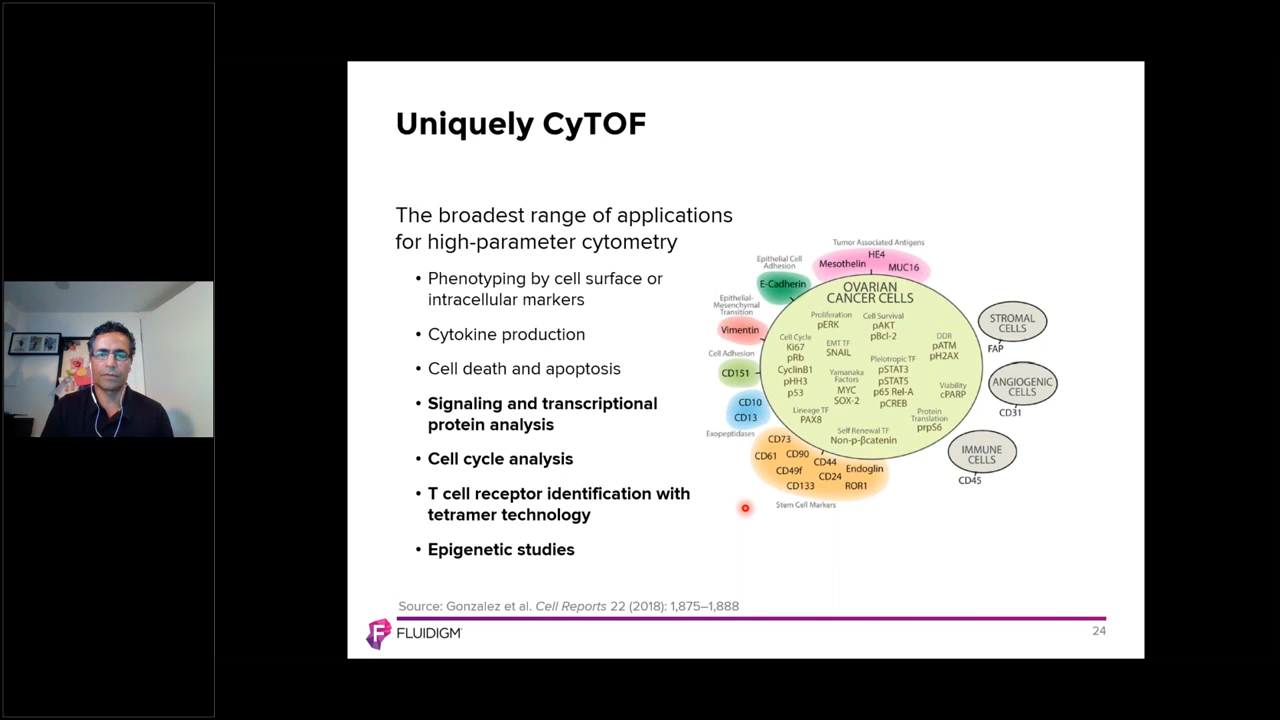 Uniquely CyTOF
The broadest range of applications
for high-parameter cytometry
• Phenotyping by cell surface or
intracellular markers
• Cytokine production
• Cell death and apoptosis
• Signaling and transcriptional
protein analysis
• Cell cycle analysis
• T cell receptor identification with
tetramer technology
• Epigenetic studies
Tumor Associated Antigens
HE4
Mesothelin
MUC16
Epithelial Cell
Adhesion
E-Cadherin
Epithelial-
Mesenchymal
Transition
Vimentin
Cell Adhesion
CD151
CD10
CD13
Exopeptidases
OVARIAN
CANCER CELLS
Proliferation
pERK
Cell Survival
pAKT
pBcl-2
Cell Cycle
Ki67
pRb
CyclinB1
pHH3
p53
EMT TF
SNAIL
DDR
pATM
pH2AX
Pleiotropic TF
pSTAT3
pSTAT5
p65 Rel-A
pCREB
Yamanaka
Factors
MYC
SOX-2
Viability
cPARP
Lineage TF
PAX8
Protein
Translation
prpS6
Self Renewal TF
Non-p-βcatenin
CD73
CD61
CD90
CD44
Endoglin
CD49f
CD24
CD133
ROR1
Stem Cell Markers
STROMAL
CELLS
FAP
ANGIOGENIC
CELLS
CD31
IMMUNE
CELLS
CD45
Source: Gonzalez et al. Cell Reports 22 (2018): 1,875–1,888
F FLUIDIGM
24